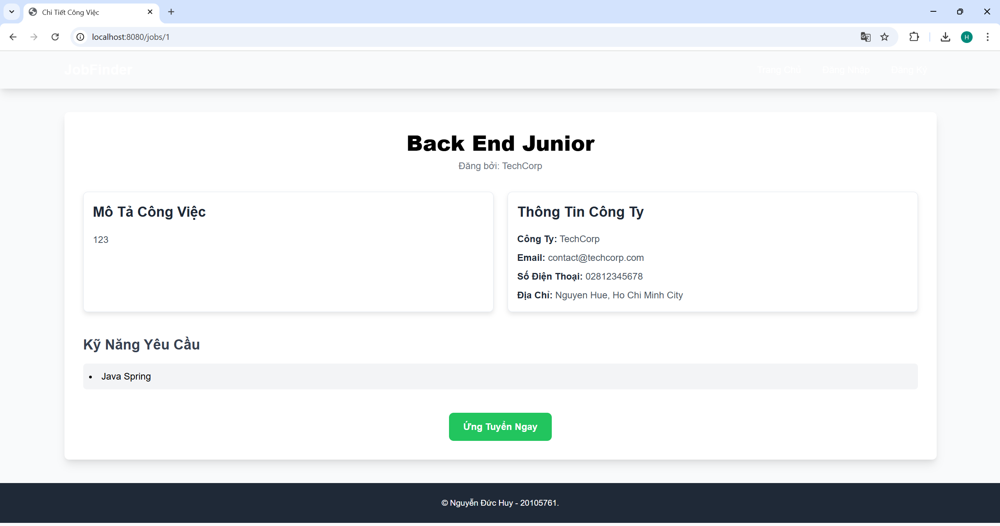 Chi Tiết Công Việc
localhost:8080/jobs/1
H
JobFinder
Trang Chủ Đăng Nhập Đăng Ký
Back End Junior
Đăng bởi: TechCorp
Mô Tả Công Việc
123
Thông Tin Công Ty
Công Ty: TechCorp
Email: contact@techcorp.com
Số Điện Thoại: 02812345678
Địa Chỉ: Nguyen Hue, Ho Chi Minh City
Kỹ Năng Yêu Cầu
• Java Spring
Ứng Tuyển Ngay
© Nguyễn Đức Huy - 20105761.